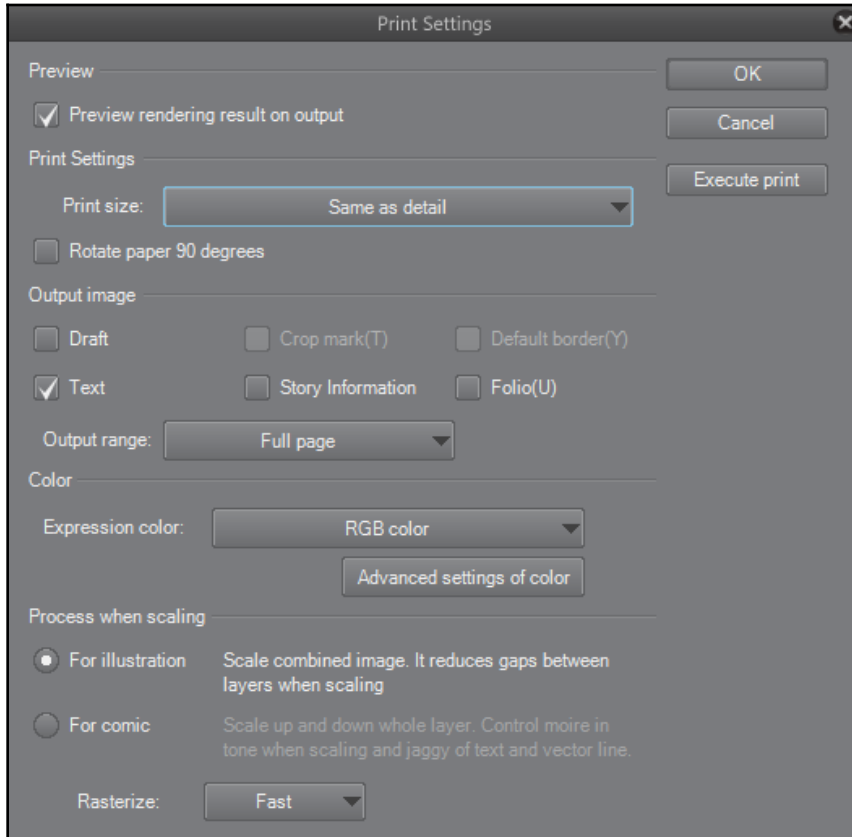 Print Settings
Preview
OK
Preview rendering result on output
Cancel
Print Settings
Execute print
Print size: Same as detail
Rotate paper 90 degrees
Output image
Draft Crop mark(T) Default border(Y)
Text Story Information Folio(U)
Output range: Full page
Color
Expression color: RGB color
Advanced settings of color
Process when scaling
For illustration Scale combined image. It reduces gaps between
layers when scaling
For comic Scale up and down whole layer. Control moire in
tone when scaling and jaggy of text and vector line.
Rasterize: Fast